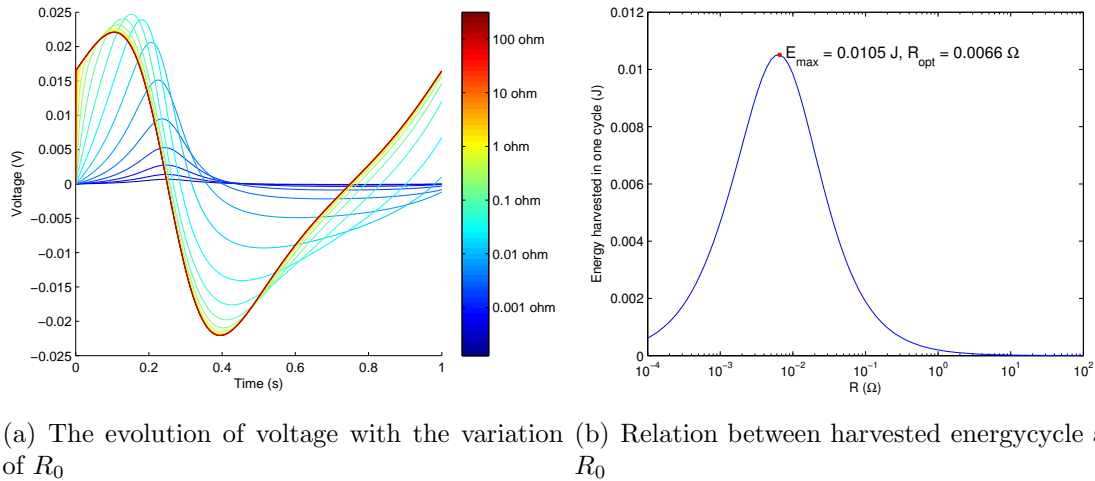 0.025
0.02
0.015
0.01
0.005
0
−0.005
−0.01
−0.015
−0.02
−0.025
Voltage (V)
0 0.2 0.4 0.6 0.8 1
Time (s)
100 ohm
10 ohm
1 ohm
0.1 ohm
0.01 ohm
0.001 ohm
0.012
0.01
0.008
0.006
0.004
0.002
0
Energy harvested in one cycle (J)
E_max = 0.0105 J, R_opt = 0.0066 Ω
10^−4 10^−3 10^−2 10^−1 10^0 10^1 10^2
R (Ω)
(a) The evolution of voltage with the variation of R_0
(b) Relation between harvested energycycle a
R_0